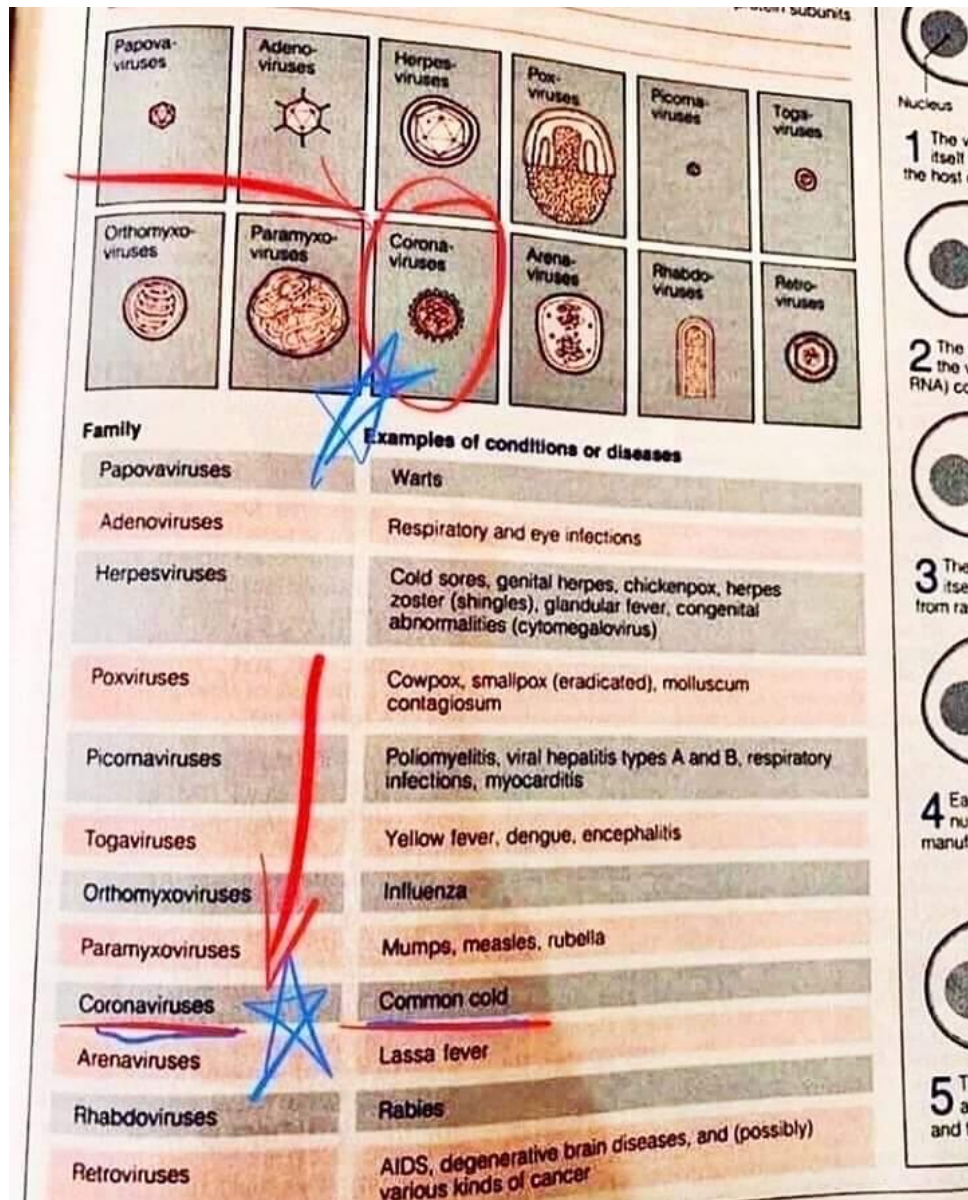 subunits
Papova-
viruses
Adeno-
viruses
Herpes-
viruses
Pox-
viruses
Picorna-
viruses
Toga-
viruses
Orthomyxo-
viruses
Paramyxo-
viruses
Corona-
viruses
Arena-
viruses
Rhabdo-
viruses
Retro-
viruses
Family
Examples of conditions or diseases
Papovaviruses
Warts
Adenoviruses
Respiratory and eye infections
Herpesviruses
Cold sores, genital herpes, chickenpox, herpes
zoster (shingles), glandular fever, congenital
abnormalities (cytomegalovirus)
Poxviruses
Cowpox, smallpox (eradicated), molluscum
contagiosum
Picornaviruses
Poliomyelitis, viral hepatitis types A and B, respiratory
infections, myocarditis
Togaviruses
Yellow fever, dengue, encephalitis
Orthomyxoviruses
Influenza
Paramyxoviruses
Mumps, measles, rubella
Coronaviruses
Common cold
Arenaviruses
Lassa fever
Rhabdoviruses
Rabies
Retroviruses
AIDS, degenerative brain diseases, and (possibly)
various kinds of cancer
Nucleus
1 The
itself
the host
2 The
the
RNA)
3 The
from
4
5
and